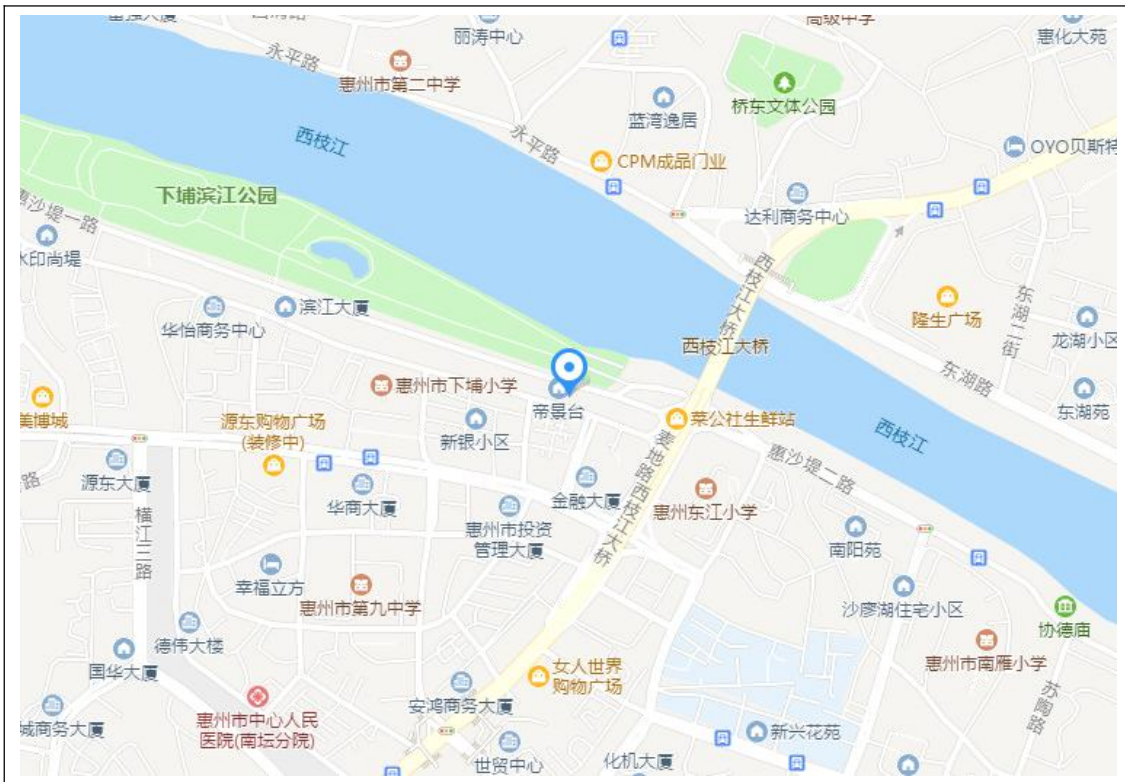 丽涛中心
高级中学
惠化大苑
永平路
惠州市第二中学
桥东文体公园
蓝湾逸居
西枝江
永平路
CPM成品门业
OYO贝斯特
下埔滨江公园
达利商务中心
惠沙堤一路
水印尚堤
西枝江大桥
滨江大厦
华怡商务中心
隆生广场
东湖二街
龙湖小区
西枝江大桥
东湖路
惠州市下埔小学
帝景台
东湖苑
美博城
源东购物广场
(装修中)
新银小区
菜公社生鲜站
西枝江
麦地路西枝江大桥
惠沙堤二路
路
源东大厦
华商大厦
金融大厦
惠州东江小学
横江三路
惠州市投资
管理大厦
南阳苑
幸福立方
惠州市第九中学
沙廖湖住宅小区
协德庙
德伟大楼
国华大厦
女人世界
购物广场
惠州市南雁小学
苏陶路
安鸿商务大厦
惠州市中心人民
医院(南坛分院)
城商务大厦
新兴花苑
世贸中心
化机大厦